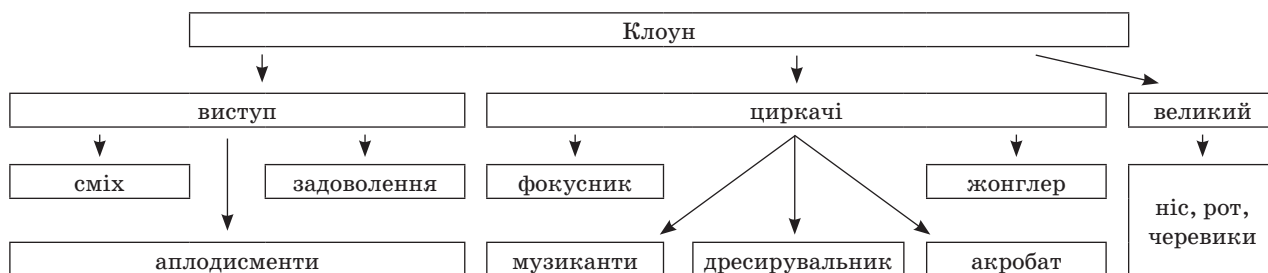 Клоун
виступ
циркачі
великий
сміх
задоволення
фокусник
жонглер
ніс, рот,
черевики
аплодисменти
музиканти
дресирувальник
акробат